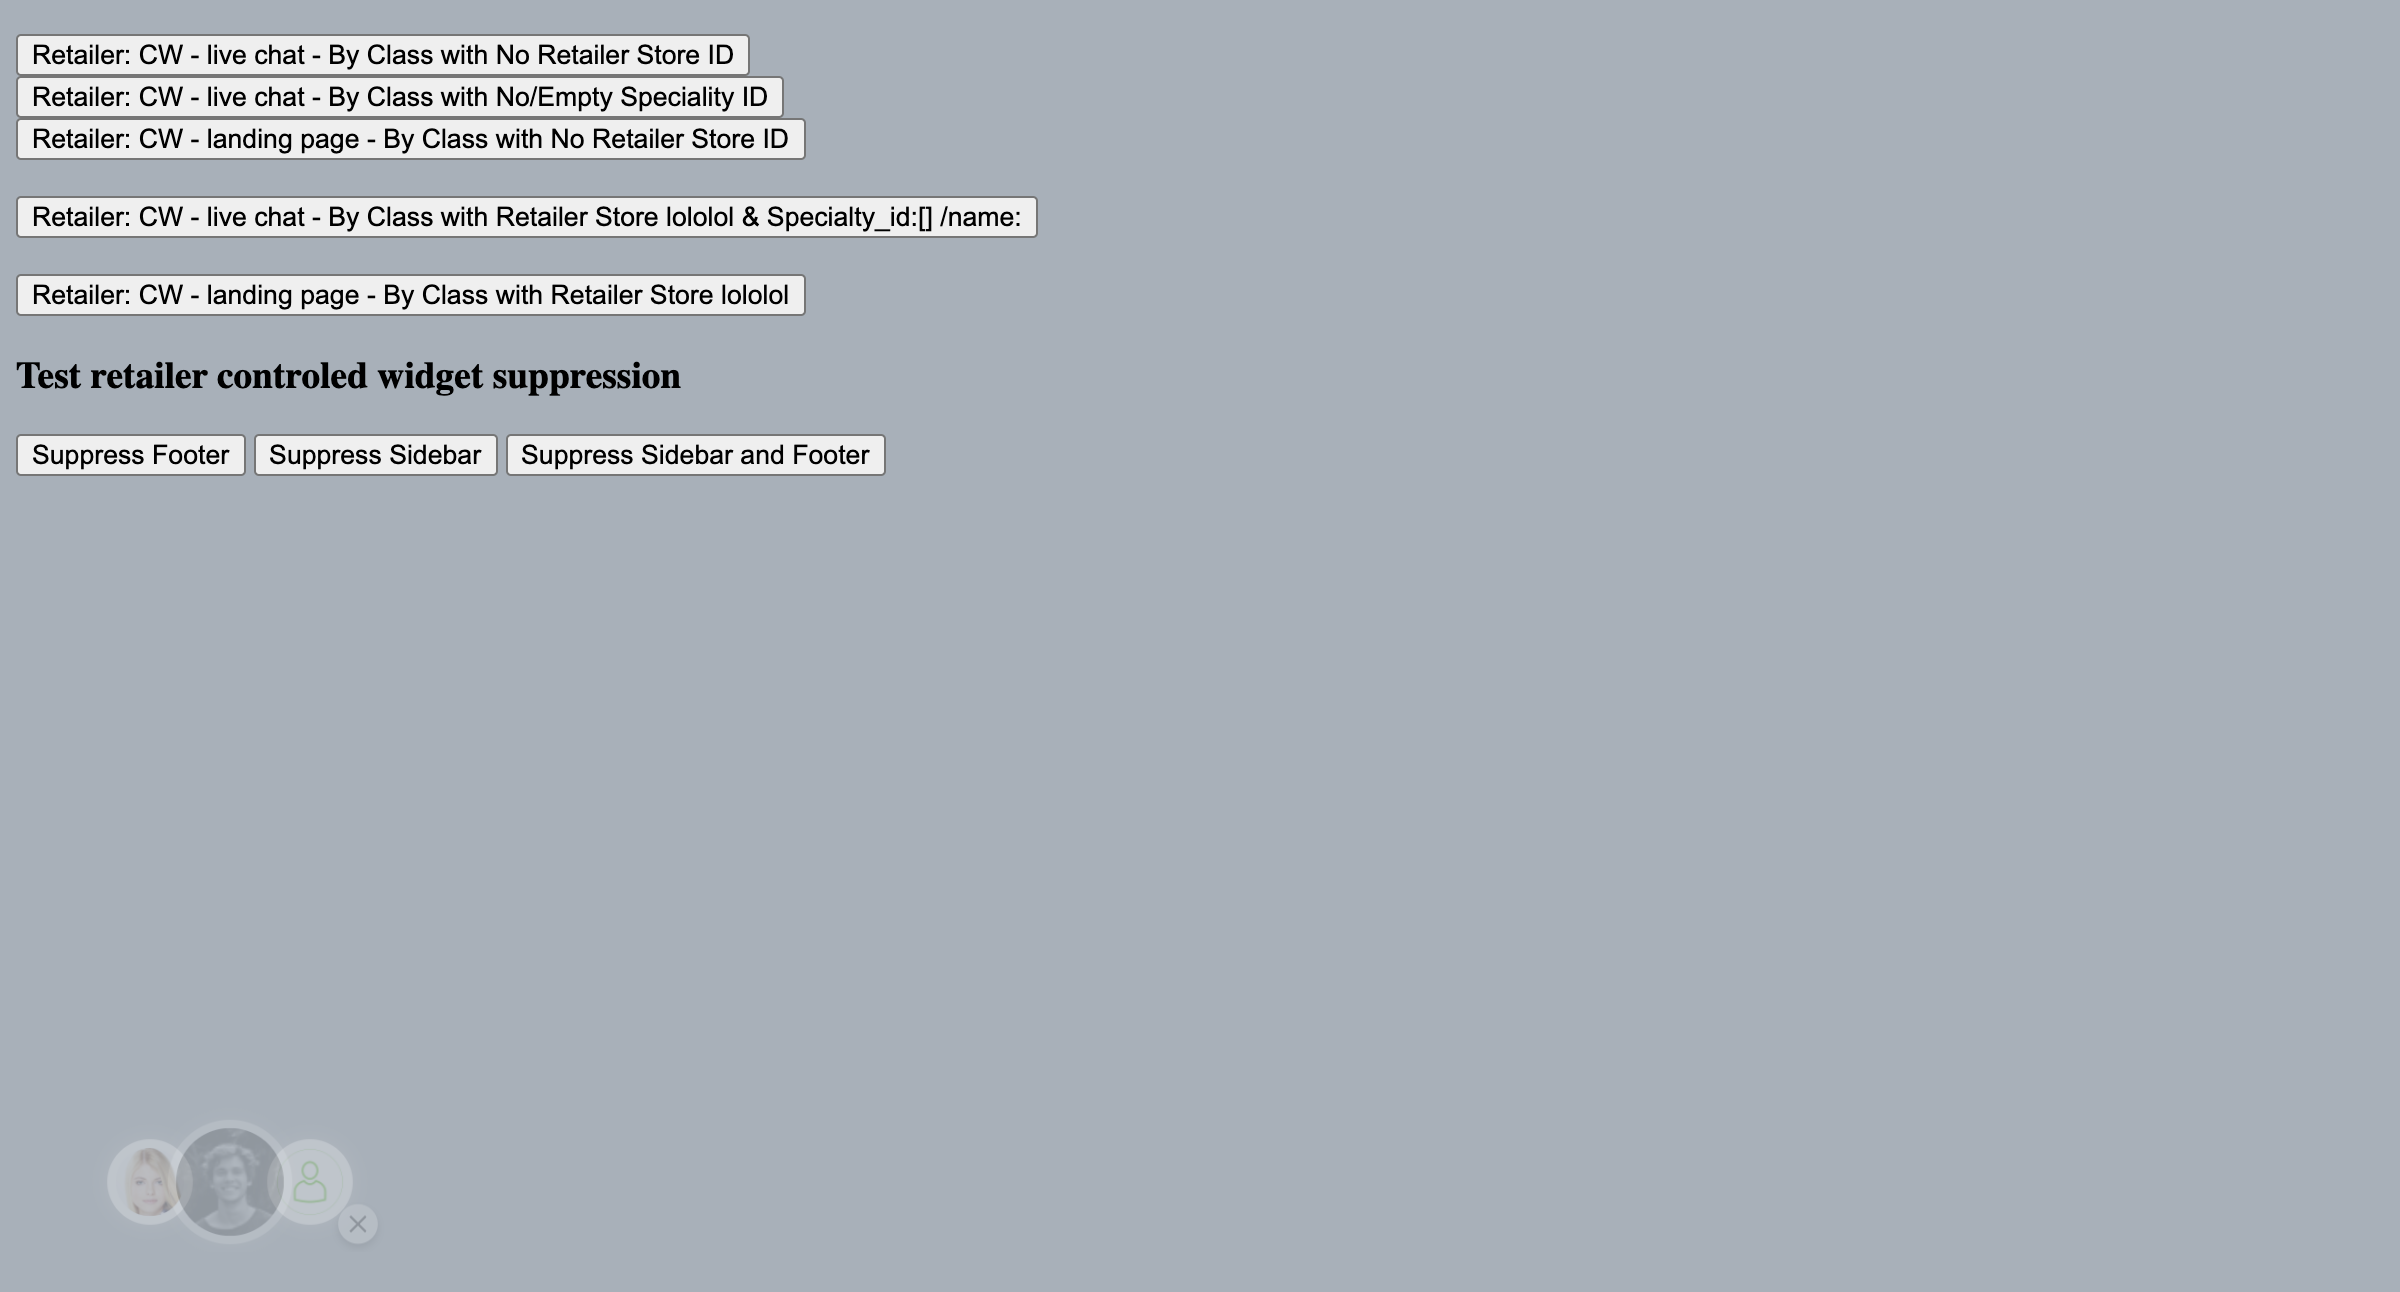 Retailer: CW - live chat - By Class with No Retailer Store ID
Retailer: CW - live chat - By Class with No/Empty Speciality ID
Retailer: CW - landing page - By Class with No Retailer Store ID
Retailer: CW - live chat - By Class with Retailer Store lololol & Specialty_id:[] /name:
Retailer: CW - landing page - By Class with Retailer Store lololol
Test retailer controled widget suppression
Suppress Footer Suppress Sidebar Suppress Sidebar and Footer